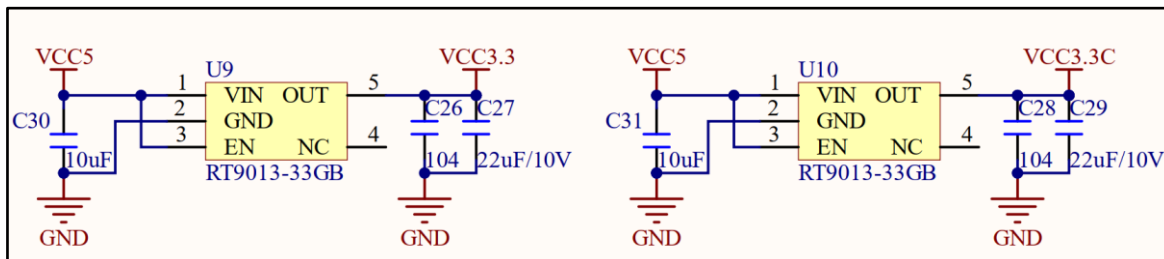 VCC5
U9
VCC3.3
1 VIN OUT 5
C30
2 GND
C26 C27
3 EN NC 4
10uF
RT9013-33GB
104 22uF/10V
GND
GND
VCC5
U10
VCC3.3C
1 VIN OUT 5
C31
2 GND
C28 C29
3 EN NC 4
10uF
RT9013-33GB
104 22uF/10V
GND
GND